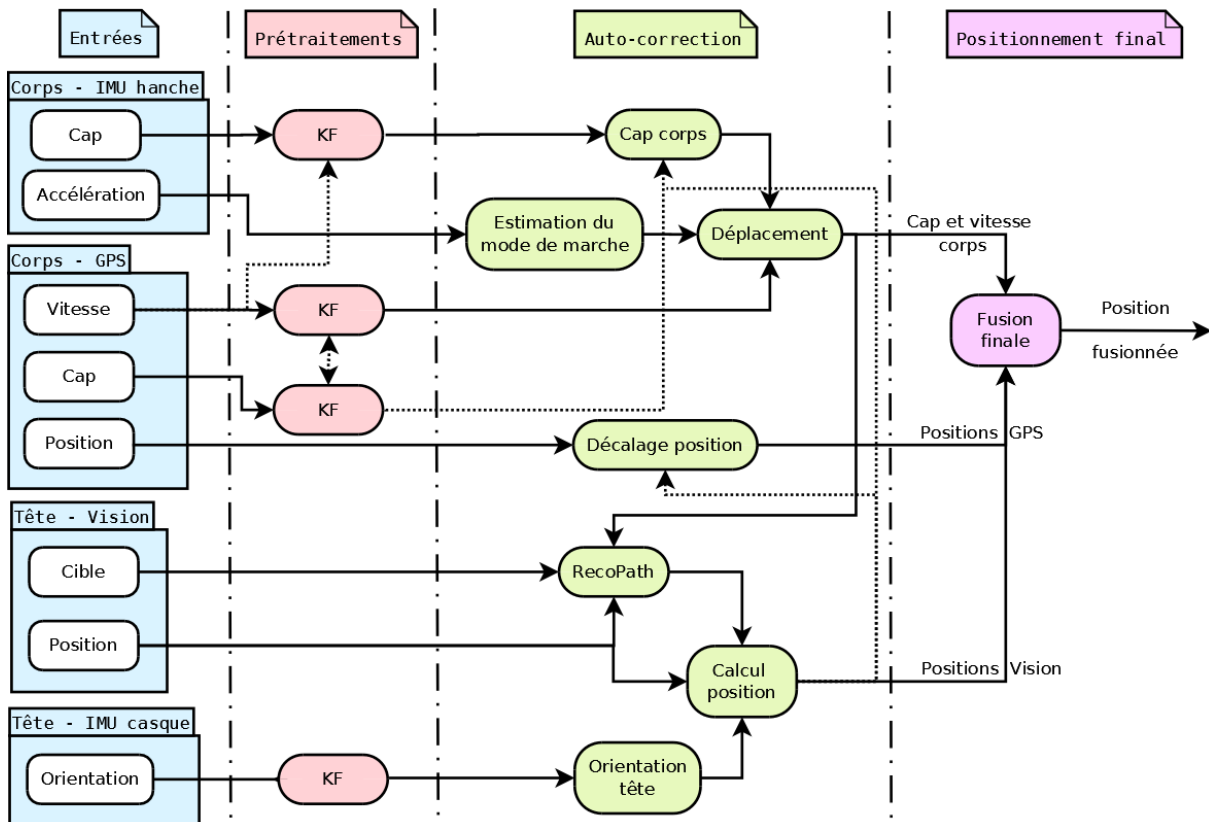 Entrées
Prétraitements
Auto-correction
Positionnement final
Corps - IMU hanche
Cap
KF
Cap corps
Accélération
Estimation du
mode de marche
Déplacement
Cap et vitesse
corps
Corps - GPS
Vitesse
KF
Fusion
finale
Position
fusionnée
Cap
KF
Position
Décalage position
Positions GPS
Tête - Vision
Cible
RecoPath
Position
Calcul
position
Positions Vision
Tête - IMU casque
Orientation
KF
Orientation
tête